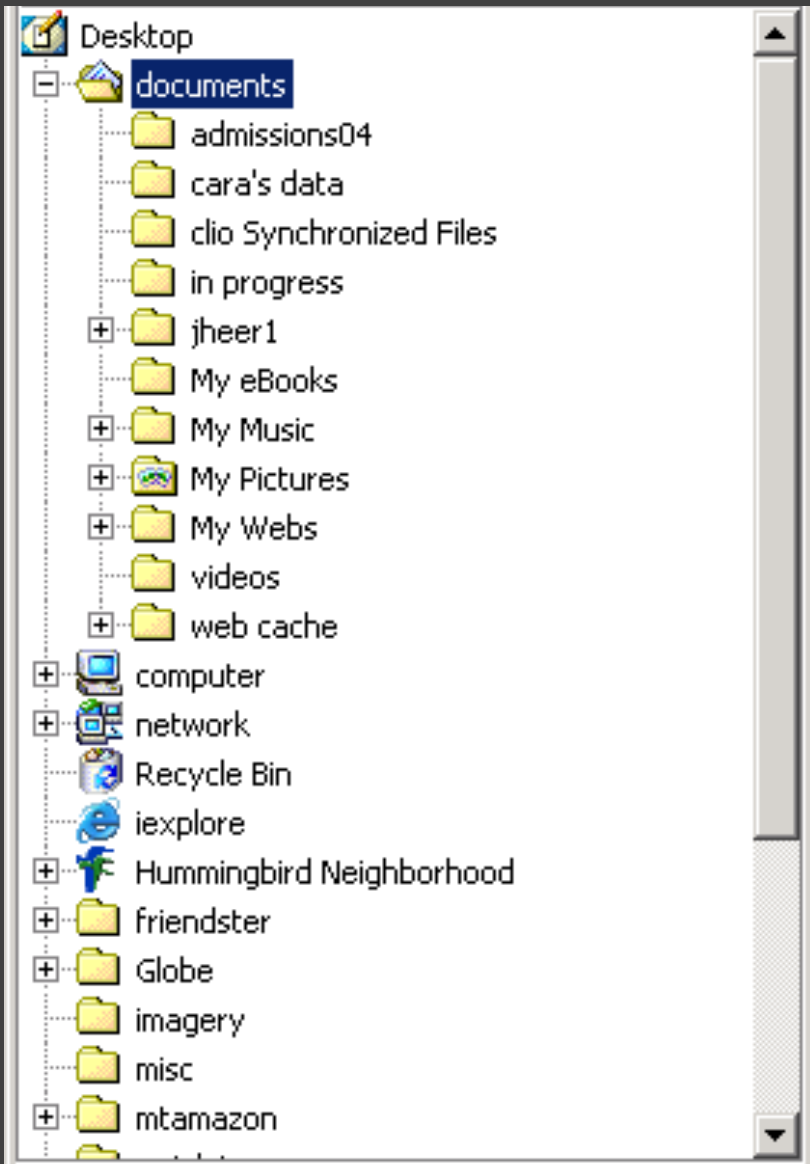 Desktop
documents
admissions04
cara's data
clio Synchronized Files
in progress
jheer1
My eBooks
My Music
My Pictures
My Webs
videos
web cache
computer
network
Recycle Bin
iexplore
Hummingbird Neighborhood
friendster
Globe
imagery
misc
mtamazon